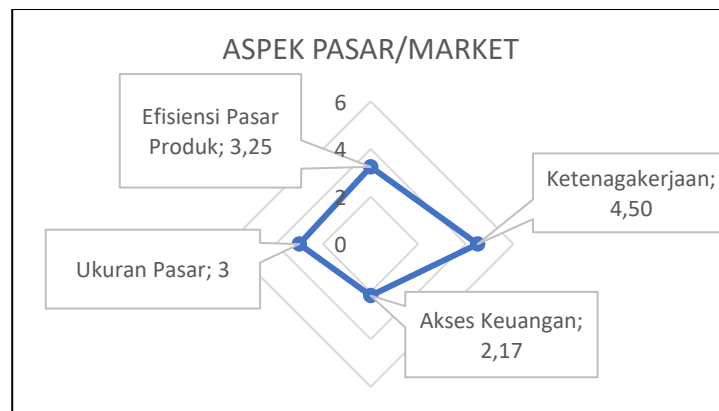 ASPEK PASAR/MARKET
6
4
2
0
Efisiensi Pasar
Produk; 3,25
Ketenagakerjaan;
4,50
Akses Keuangan;
2,17
Ukuran Pasar; 3